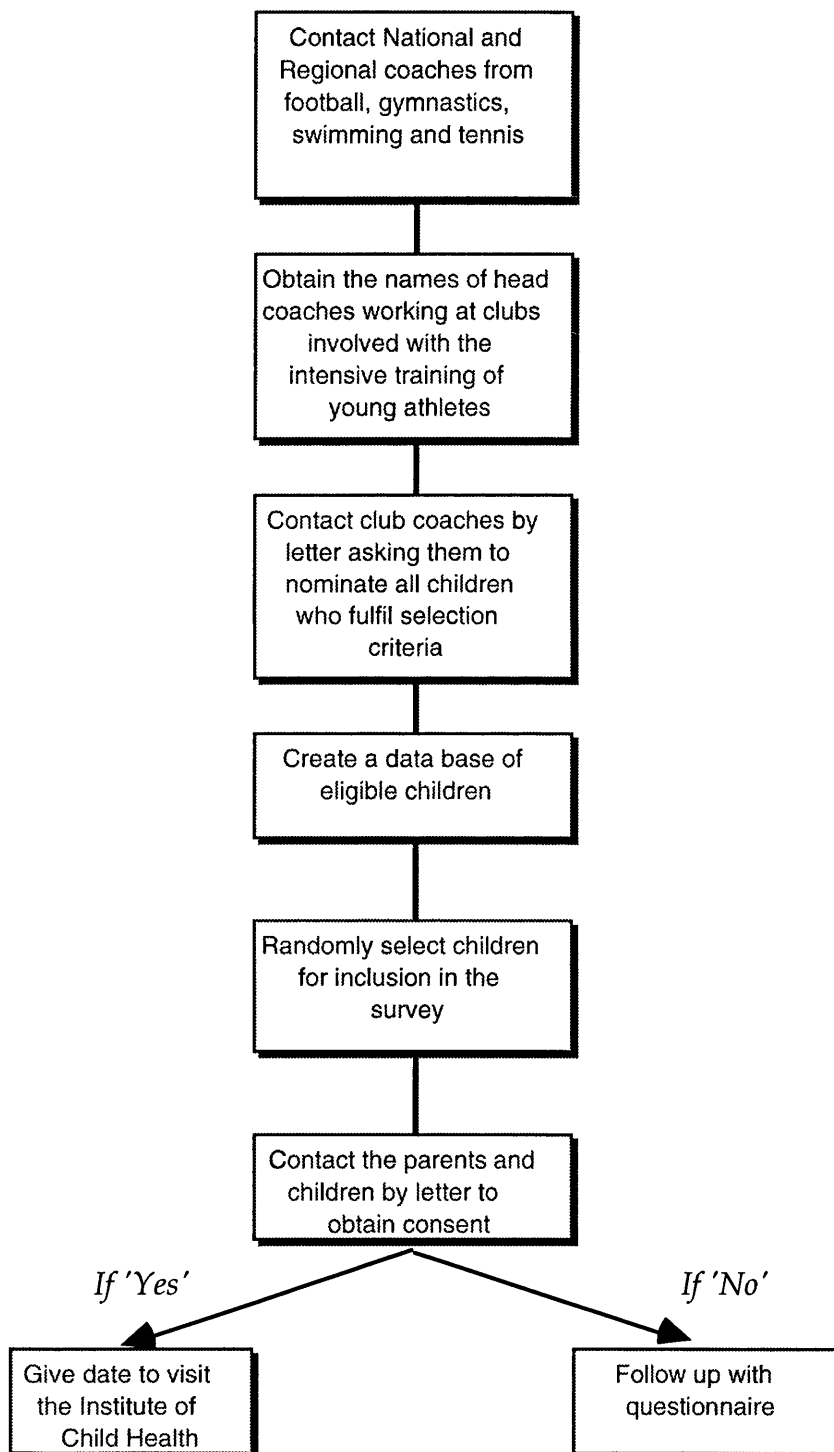 Contact National and
Regional coaches from
football, gymnastics,
swimming and tennis
Obtain the names of head
coaches working at clubs
involved with the
intensive training of
young athletes
Contact club coaches by
letter asking them to
nominate all children
who fulfil selection
criteria
Create a data base of
eligible children
Randomly select children
for inclusion in the
survey
Contact the parents and
children by letter to
obtain consent
If 'Yes'
If 'No'
Give date to visit
the Institute of
Child Health
Follow up with
questionnaire